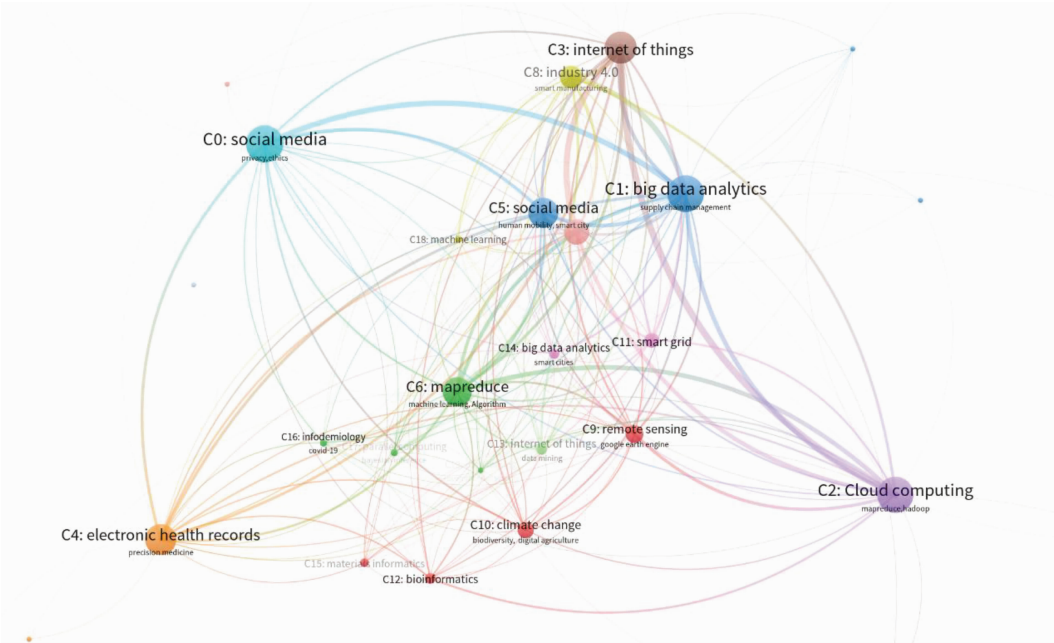 C3: internet of things
C8: industry 4.0
smart manufacturing
C0: social media
privacy,ethics
C1: big data analytics
supply chain management
C5: social media
human mobility, smart city
C18: machine learning
C14: big data analytics
smart cities
C11: smart grid
C6: mapreduce
machine learning, Algorithm
C9: remote sensing
google earth engine
C16: infodemiology
covid-19
computing
C13: internet of things
data mining
C2: Cloud computing
mapreduce,hadoop
C10: climate change
biodiversity, digital agriculture
C4: electronic health records
precision medicine
C15: materials informatics
C12: bioinformatics